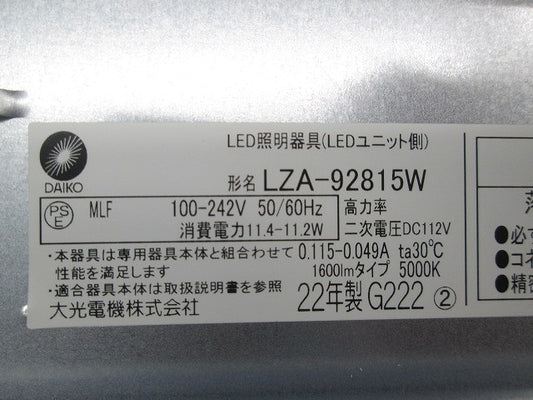 LED照明器具(LEDユニット側)
DAIKO
形名 LZA-92815W
PS
E
MLF 100-242V 50/60Hz 高力率
消費電力11.4-11.2W 二次電圧DC112V
・本器具は専用器具本体と組合わせて 0.115-0.049A ta30℃
性能を満足します 1600lmタイプ 5000K
・適合器具本体は取扱説明書を参照
大光電機株式会社 22年製 G222 ②
●必ず
●コネ
●精密